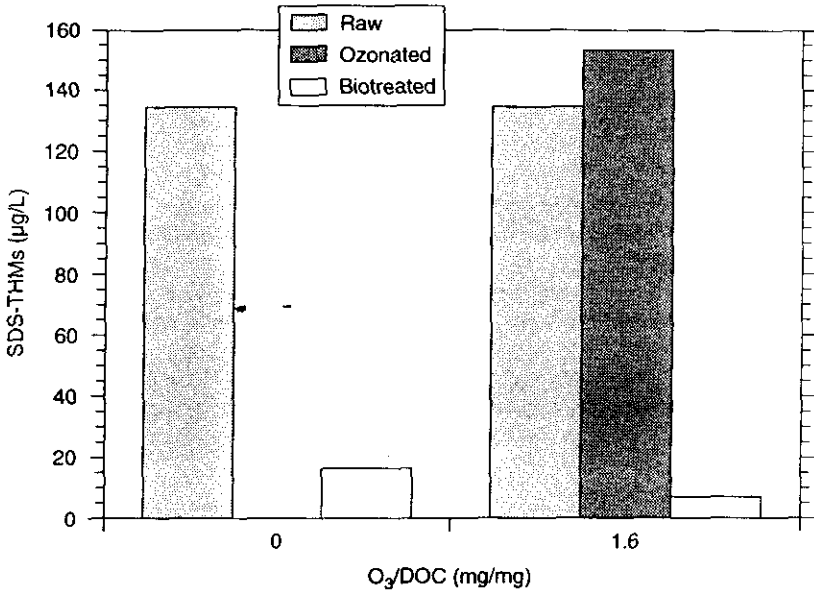 Raw
Ozonated
Biotreated
160
140
120
100
80
60
40
20
0
SDS-THMs (µg/L)
0
1.6
O₃/DOC (mg/mg)